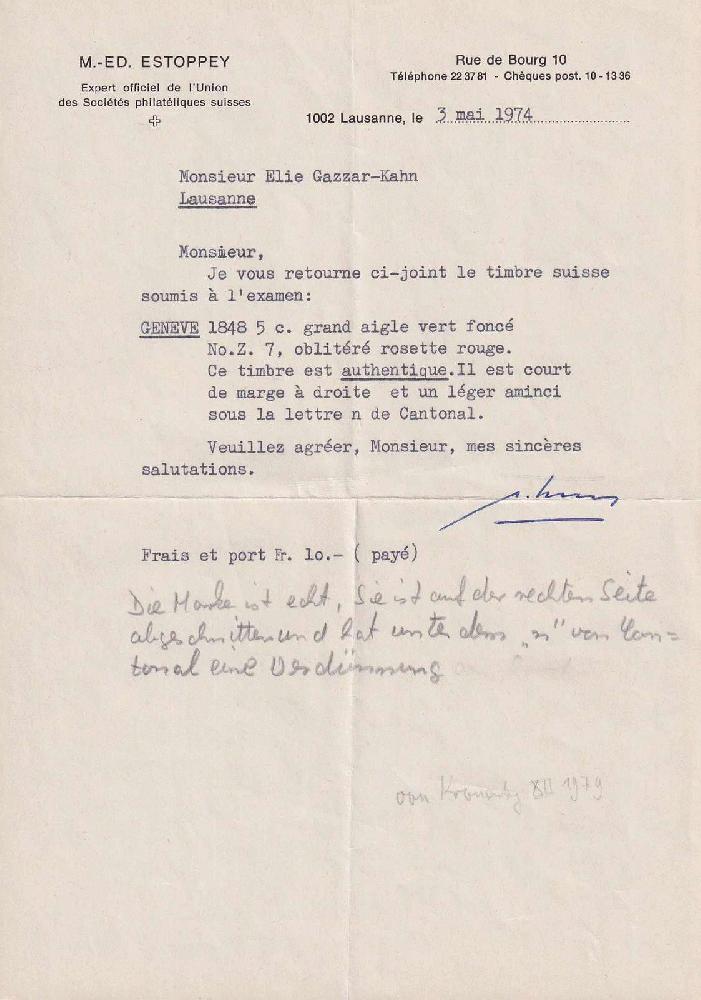 M.-ED. ESTOPPEY
Expert officiel de l'Union
des Sociétés philatéliques suisses
Rue de Bourg 10
Téléphone 22 37 81 - Chèques post. 10-1336
1002 Lausanne, le 3 mai 1974
Monsieur Elie Gazzar-Kahn
Lausanne
Monsieur,
Je vous retourne ci-joint le timbre suisse
soumis à l'examen:
GENEVE 1848 5 c. grand aigle vert foncé
No.Z. 7, oblitéré rosette rouge.
Ce timbre est authentique.Il est court
de marge à droite et un léger aminci
sous la lettre n de Cantonal.
Veuillez agréer, Monsieur, mes sincères
salutations.
Frais et port Fr. lo.- ( payé)
Die Marke ist echt, Sie ist auf der rechten Seite
abgeschnitten und hat unter dem „n" von Can=
tonal eine Verdünnung
von 1979